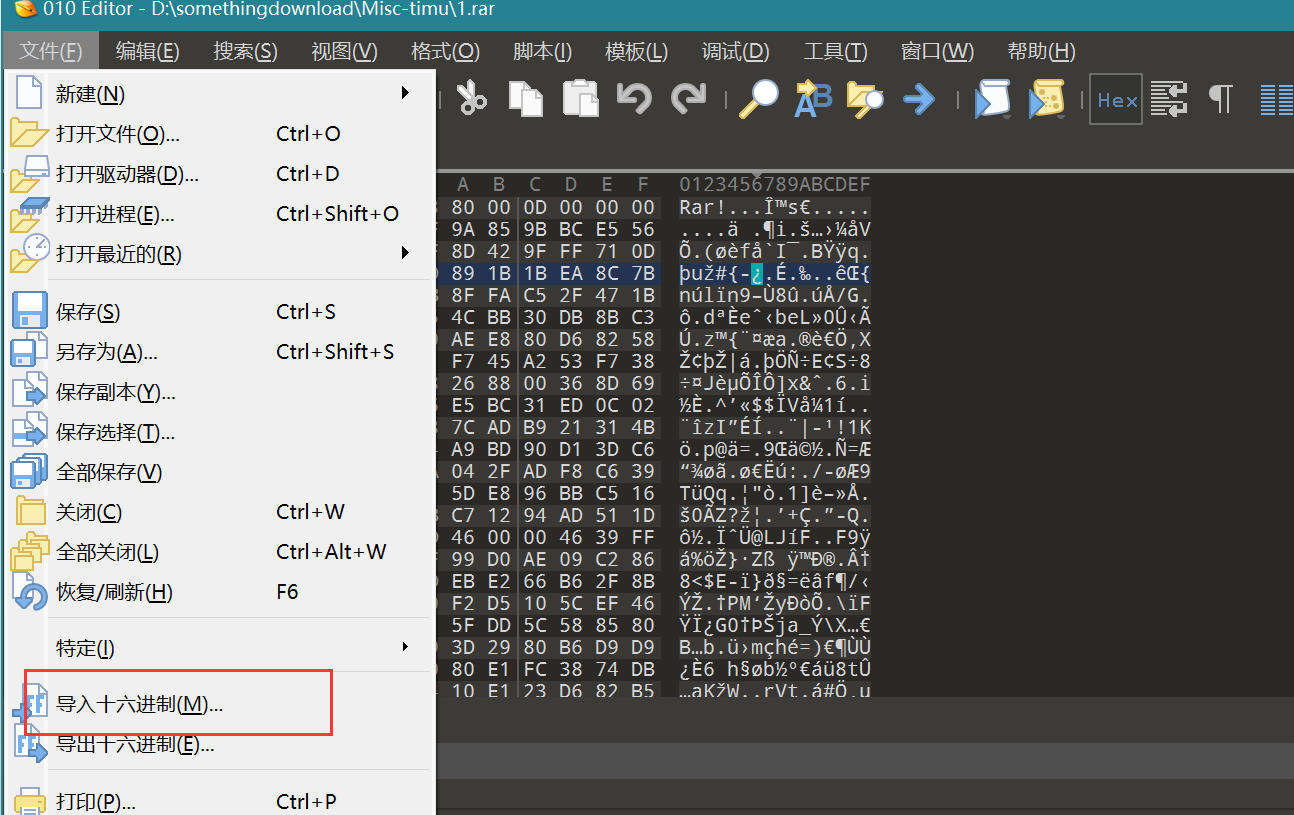 010 Editor - D:\somethingdownload\Misc-timu\1.rar
文件(F) 编辑(E) 搜索(S) 视图(V) 格式(O) 脚本(I) 模板(L) 调试(D) 工具(T) 窗口(W) 帮助(H)
Hex
新建(N)
打开文件(O)... Ctrl+O
打开驱动器(D)... Ctrl+D
打开进程(E)... Ctrl+Shift+O
打开最近的(R)
保存(S) Ctrl+S
另存为(A)... Ctrl+Shift+S
保存副本(Y)...
保存选择(T)...
全部保存(V)
关闭(C) Ctrl+W
全部关闭(L) Ctrl+Alt+W
恢复/刷新(H) F6
特定(I)
导入十六进制(M)...
导出十六进制(E)...
打印(P)... Ctrl+P
A B C D E F 0123456789ABCDEF
80 00 0D 00 00 00 Rar!...Î™s€.....
9A 85 9B BC E5 56 ....ä .¶i.š…›¼åV
8D 42 9F FF 71 0D Õ.(øèfå`I¯.BŸÿq.
89 1B 1B EA 8C 7B þuž#{-¿.É.‰..êŒ{
8F FA C5 2F 47 1B núlïn9–Ù8û.úÅ/G.
4C BB 30 DB 8B C3 ô.dªÈeˆ‹beL»0Û‹Ã
AE E8 80 D6 82 58 Ú.z™{¨¤æa.®è€Ö‚X
F7 45 A2 53 F7 38 Ž¢þŽ|á.þÖÑ÷E¢S÷8
26 88 00 36 8D 69 ÷¤JèµÕÎÔ]x&ˆ.6.i
E5 BC 31 ED 0C 02 ½È.^’«$$ÏVå¼1í..
7C AD B9 21 31 4B ¨îzI”ÉÍ..¨|-¹!1K
A9 BD 90 D1 3D C6 ö.p@ä=.9Œä©½.Ñ=Æ
04 2F AD F8 C6 39 “¾øã.ø€Ëú:./-øÆ9
5D E8 96 BB C5 16 TüQq.¦"ò.1]è–»Å.
C7 12 94 AD 51 1D š0ÂZ?ž¦.’+Ç.”-Q.
46 00 00 46 39 FF ô½.ÏˆÜ@LJíF..F9ÿ
99 D0 AE 09 C2 86 á%öŽ}·Zß ÿ™Ð®.Â†
EB E2 66 B6 2F 8B 8<$E-ï}ð§=ëâf¶/‹
F2 D5 10 5C EF 46 ÝŽ.†PM‘ŽyÐòÕ.\ïF
5F DD 5C 58 85 80 ŸÏ¿GO†ÞŠja_Ý\X…€
3D 29 80 B6 D9 D9 B…b.ü›mçhé=)€¶ÙÙ
80 E1 FC 38 74 DB ¿È6 h§øb½º€áü8tÛ
10 E1 23 D6 82 B5 …aKžW..rVt.á#Ö‚µ